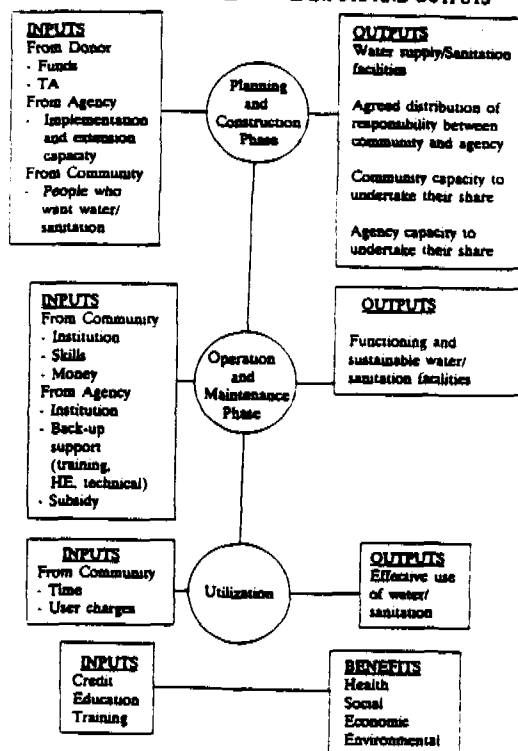 INPUTS AND OUTPUTS
INPUTS
From Donor
- Funds
- TA
From Agency
- Implementation
and extension
capacity
From Community
- People who
want water/
sanitation
Planning
and
Construction
Phase
OUTPUTS
Water supply/Sanitation
facilities
Agreed distribution of
responsibility between
community and agency
Community capacity to
undertake their share
Agency capacity to
undertake their share
INPUTS
From Community
- Institution
- Skills
- Money
From Agency
- Institution
- Back-up
support
(training,
HE, technical)
- Subsidy
Operation
and
Maintenance
Phase
OUTPUTS
Functioning and
sustainable water/
sanitation facilities
INPUTS
From Community
- Time
- User charges
Utilization
OUTPUTS
Effective use
of water/
sanitation
INPUTS
Credit
Education
Training
BENEFITS
Health
Social
Economic
Environmental